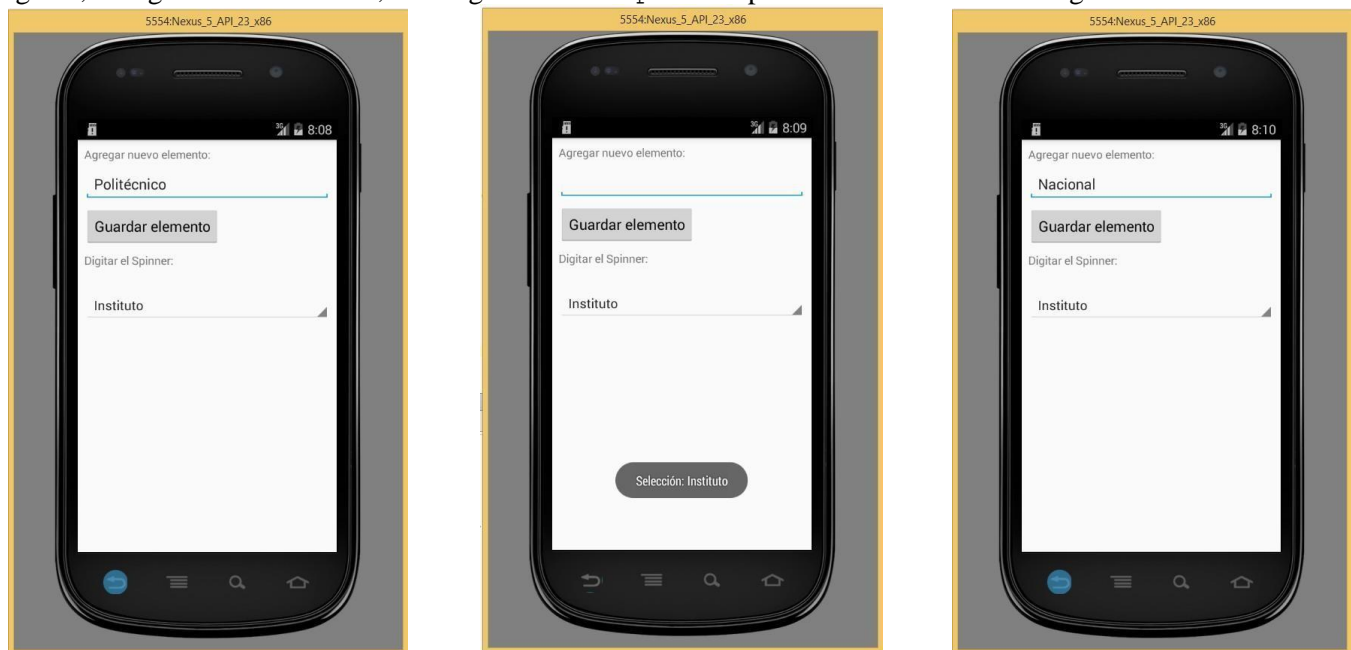 5554:Nexus_5_API_23_x86
8:08
Agregar nuevo elemento:
Politécnico
Guardar elemento
Digitar el Spinner:
Instituto
5554:Nexus_5_API_23_x86
8:09
Agregar nuevo elemento:
Guardar elemento
Digitar el Spinner:
Instituto
Selección: Instituto
5554:Nexus_5_API_23_x86
8:10
Agregar nuevo elemento:
Nacional
Guardar elemento
Digitar el Spinner:
Instituto